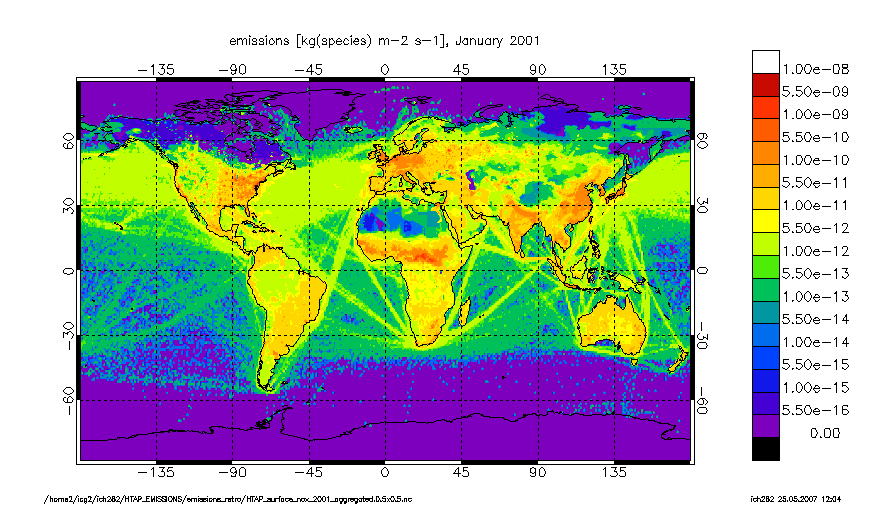 emissions [kg(species) m-2 s-1], January 2001
-135 -90 -45 0 45 90 135
60 30 0 -30 -60
60 30 0 -30 -60
-135 -90 -45 0 45 90 135
1.00e-08
5.50e-09
1.00e-09
5.50e-10
1.00e-10
5.50e-11
1.00e-11
5.50e-12
1.00e-12
5.50e-13
1.00e-13
5.50e-14
1.00e-14
5.50e-15
1.00e-15
5.50e-16
0.00
/home2/icg2/ich262/HTAP_EMISSIONS/emissions_retro/HTAP_surface_nox_2001_aggregated.0.5x0.5.nc
ich262 25.05.2007 12:04